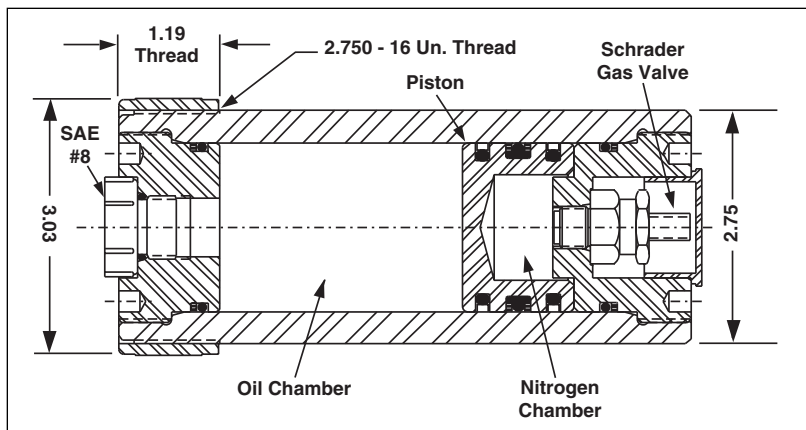 1.19
Thread
2.750 - 16 Un. Thread
Schrader
Gas Valve
Piston
SAE
#8
3.03
2.75
Oil Chamber
Nitrogen
Chamber